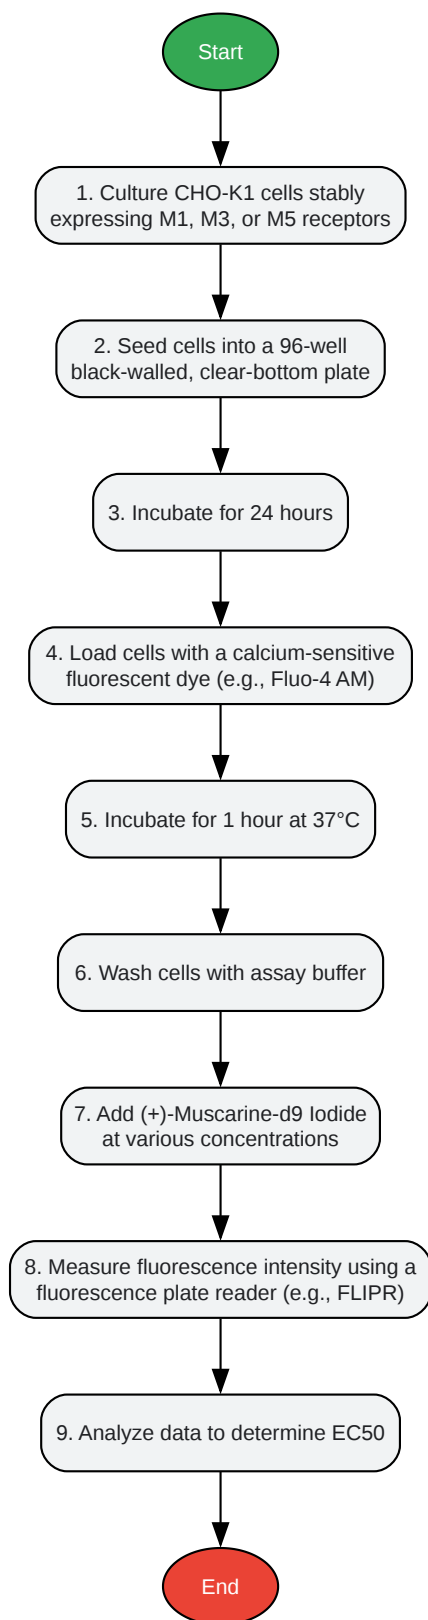 Start
1. Culture CHO-K1 cells stably
expressing M1, M3, or M5 receptors
2. Seed cells into a 96-well
black-walled, clear-bottom plate
3. Incubate for 24 hours
4. Load cells with a calcium-sensitive
fluorescent dye (e.g., Fluo-4 AM)
5. Incubate for 1 hour at 37°C
6. Wash cells with assay buffer
7. Add (+)-Muscarine-d9 Iodide
at various concentrations
8. Measure fluorescence intensity using a
fluorescence plate reader (e.g., FLIPR)
9. Analyze data to determine EC50
End